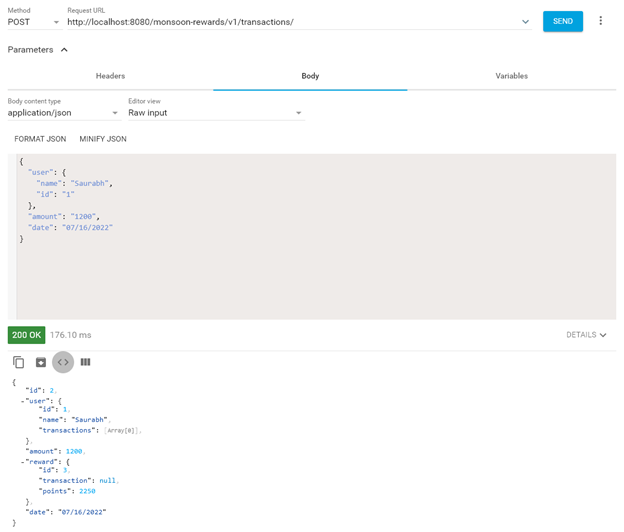 Method
POST
Request URL
http://localhost:8080/monsoon-rewards/v1/transactions/
SEND
Parameters
Headers
Body
Variables
Body content type
application/json
Editor view
Raw input
FORMAT JSON
MINIFY JSON
{
"user": {
"name": "Saurabh",
"id": "1"
},
"amount": "1200",
"date": "07/16/2022"
}
200 OK
176.10 ms
DETAILS
{
"id": 2,
-"user": {
"id": 1,
"name": "Saurabh",
"transactions": [Array[0]],
},
"amount": 1200,
-"reward": {
"id": 3,
"transaction": null,
"points": 2250
},
"date": "07/16/2022"
}